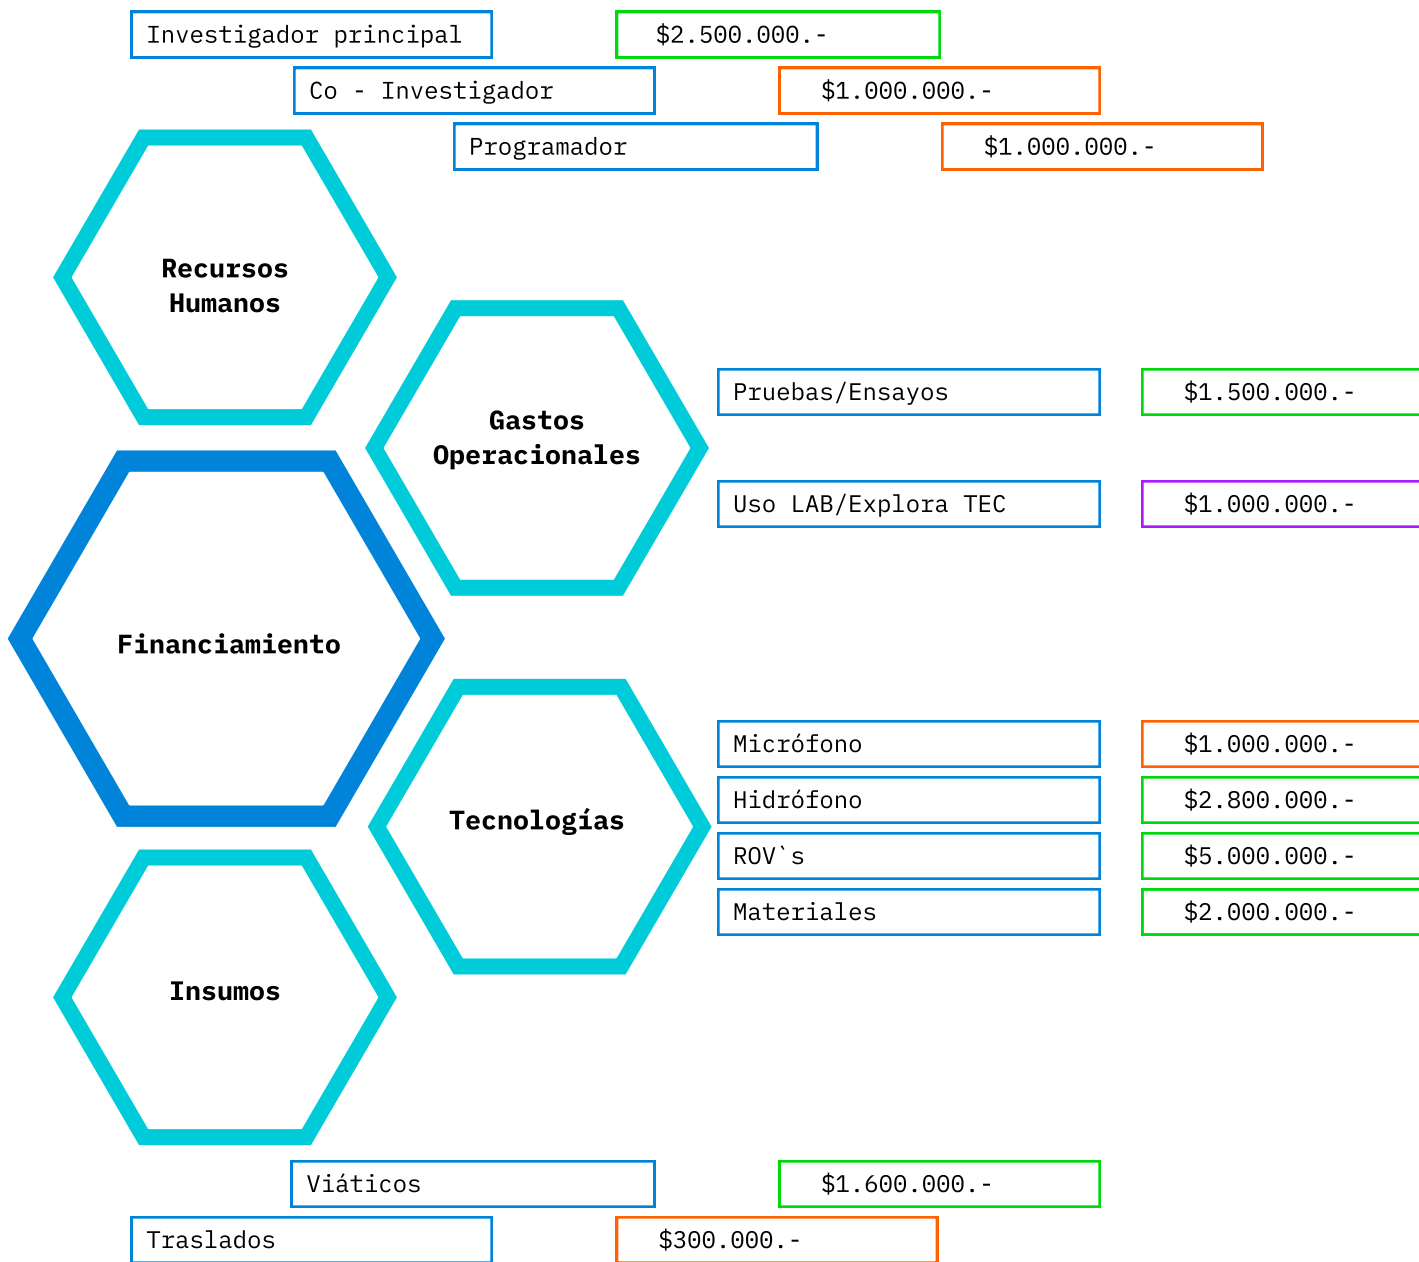 Investigador principal $2.500.000.-
Co - Investigador $1.000.000.-
Programador $1.000.000.-
Recursos
Humanos
Gastos
Operacionales
Pruebas/Ensayos $1.500.000.-
Uso LAB/Explora TEC $1.000.000.-
Financiamiento
Tecnologías
Micrófono $1.000.000.-
Hidrófono $2.800.000.-
ROV`s $5.000.000.-
Materiales $2.000.000.-
Insumos
Viáticos $1.600.000.-
Traslados $300.000.-